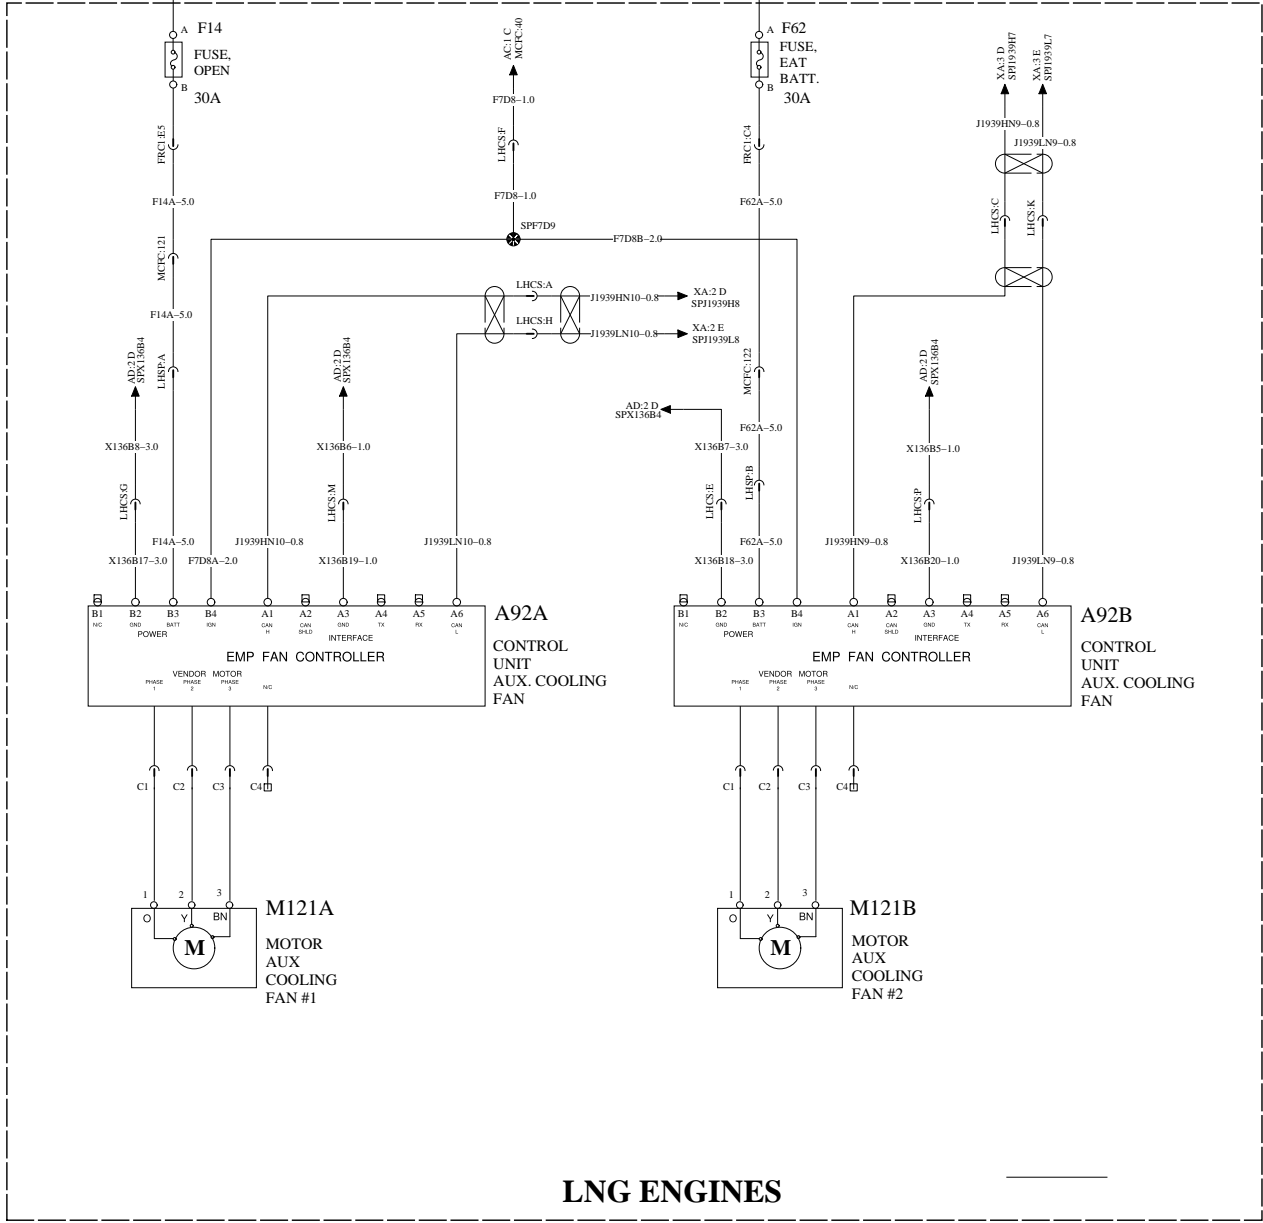 A F14
FUSE,
OPEN
B
30A
FRC1:E5
F14A–5.0
MCFC:121
F14A–5.0
LHSP:A
F14A–5.0
AD:2 D
SPX136B4
X136B8–3.0
LHCS:G
X136B17–3.0
F7D8A–2.0
AC:1 C
MCFC:40
F7D8–1.0
LHCS:F
F7D8–1.0
SPF7D9
F7D8B–2.0
LHCS:A
J1939HN10–0.8
XA:2 D
SPJ1939H8
LHCS:H
J1939LN10–0.8
XA:2 E
SPJ1939L8
AD:2 D
SPX136B4
X136B6–1.0
LHCS:M
J1939HN10–0.8
X136B19–1.0
J1939LN10–0.8
A F62
FUSE,
EAT
BATT.
B
30A
FRC1:C4
F62A–5.0
MCFC:122
F62A–5.0
LHSP:B
F62A–5.0
AD:2 D
SPX136B4
X136B7–3.0
LHCS:E
X136B18–3.0
XA:3 D
SPJ1939H7
XA:3 E
SPJ1939L7
J1939HN9–0.8
J1939LN9–0.8
LHCS:C
LHCS:K
AD:2 D
SPX136B4
X136B5–1.0
LHCS:P
J1939HN9–0.8
X136B20–1.0
J1939LN9–0.8
B1 B2 B3 B4 A1 A2 A3 A4 A5 A6
N/C GND BATT IGN CAN H CAN SHLD GND TX RX CAN L
POWER INTERFACE
EMP FAN CONTROLLER
VENDOR MOTOR
PHASE 1 PHASE 2 PHASE 3 N/C
A92A
CONTROL
UNIT
AUX. COOLING
FAN
B1 B2 B3 B4 A1 A2 A3 A4 A5 A6
N/C GND BATT IGN CAN H CAN SHLD GND TX RX CAN L
POWER INTERFACE
EMP FAN CONTROLLER
VENDOR MOTOR
PHASE 1 PHASE 2 PHASE 3 N/C
A92B
CONTROL
UNIT
AUX. COOLING
FAN
C1 C2 C3 C4
C1 C2 C3 C4
1 2 3
O Y BN
M
M121A
MOTOR
AUX
COOLING
FAN #1
1 2 3
O Y BN
M
M121B
MOTOR
AUX
COOLING
FAN #2
LNG ENGINES